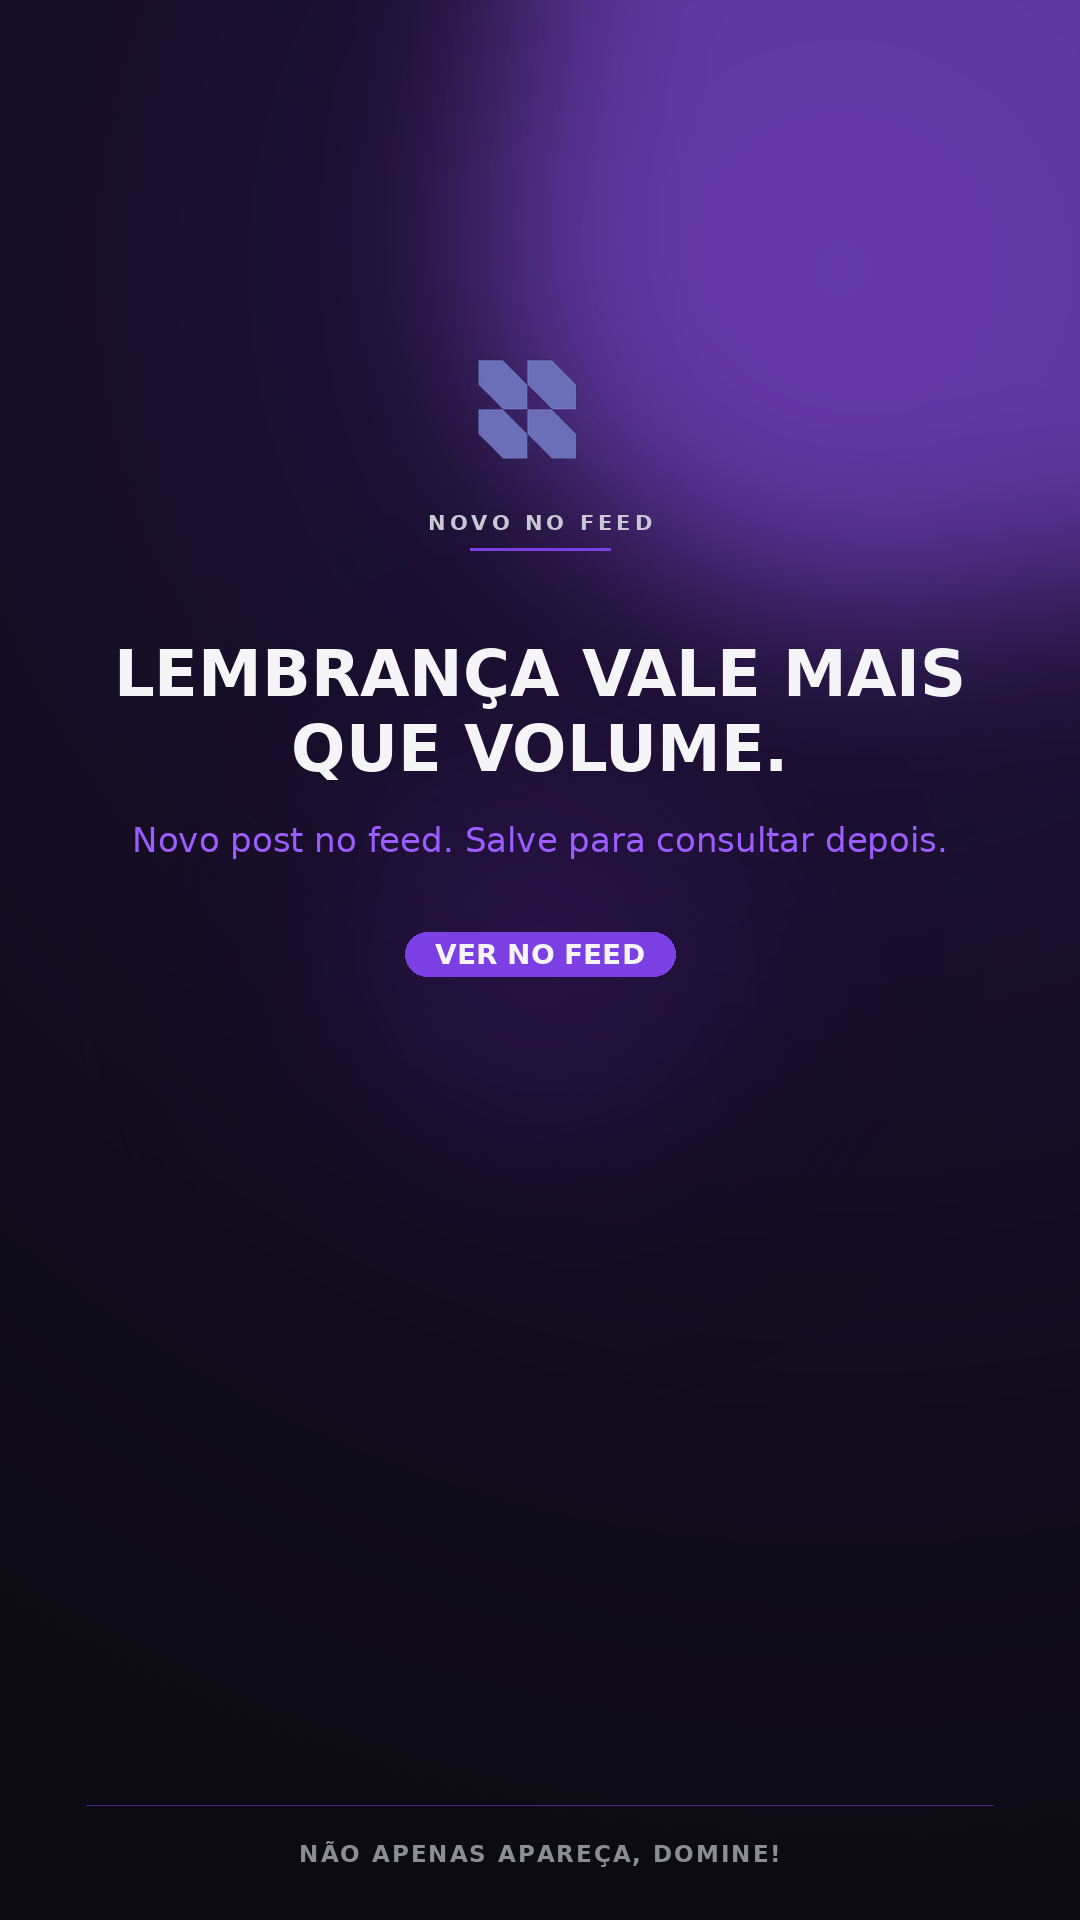 NOVO NO FEED
LEMBRANÇA VALE MAIS
QUE VOLUME.
Novo post no feed. Salve para consultar depois.
VER NO FEED
NÃO APENAS APAREÇA, DOMINE!